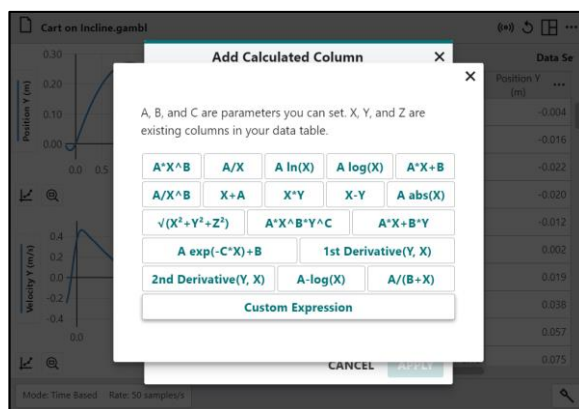 Cart on Incline.gambl
0.30
0.20
0.10
0.00
Position Y (m)
0.0 0.5
0.4
0.2
0.0
-0.2
-0.4
Velocity Y (m/s)
0.0
Mode: Time Based Rate: 50 samples/s
Add Calculated Column
A, B, and C are parameters you can set. X, Y, and Z are
existing columns in your data table.
A*X^B A/X A ln(X) A log(X) A*X+B
A/X^B X+A X*Y X-Y A abs(X)
√(X²+Y²+Z²) A*X^B*Y^C A*X+B*Y
A exp(-C*X)+B 1st Derivative(Y, X)
2nd Derivative(Y, X) A-log(X) A/(B+X)
Custom Expression
CANCEL APPLY
Data Se
Position Y
(m)
-0.004
-0.016
-0.022
-0.020
-0.012
0.002
0.019
0.038
0.057
0.075